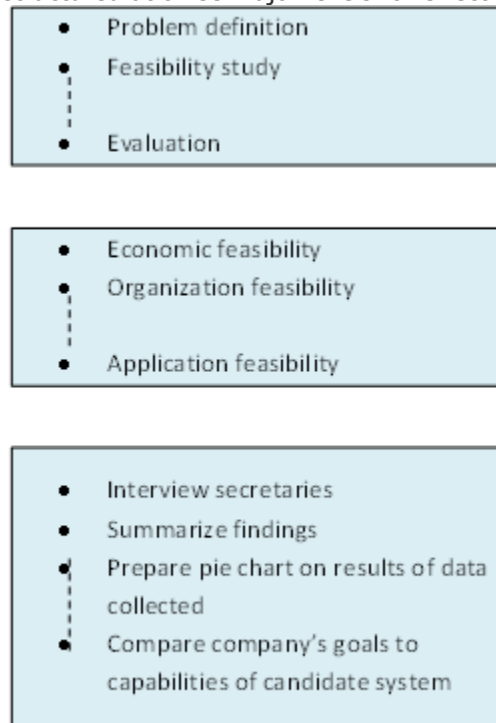 Problem definition
Feasibility study
Evaluation
Economic feasibility
Organization feasibility
Application feasibility
Interview secretaries
Summarize findings
Prepare pie chart on results of data
collected
Compare company's goals to
capabilities of candidate system